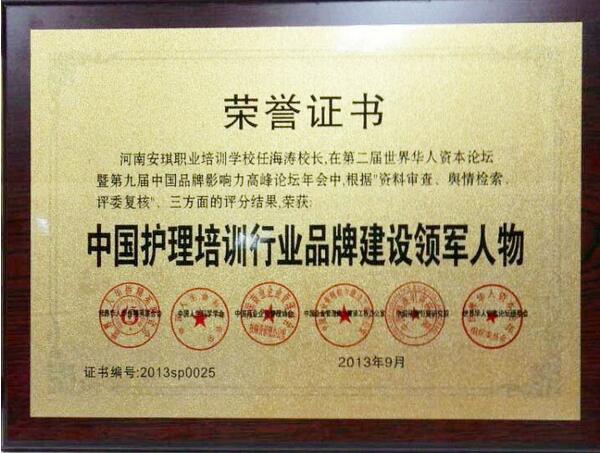 荣誉证书
河南安琪职业培训学校任海涛校长,在第二届世界华人资本论坛
暨第九届中国品牌影响力高峰论坛年会中,根据"资料审查、舆情检索、
评委复核"、三方面的评分结果,荣获:
中国护理培训行业品牌建设领军人物
证书编号:2013sp0025
2013年9月